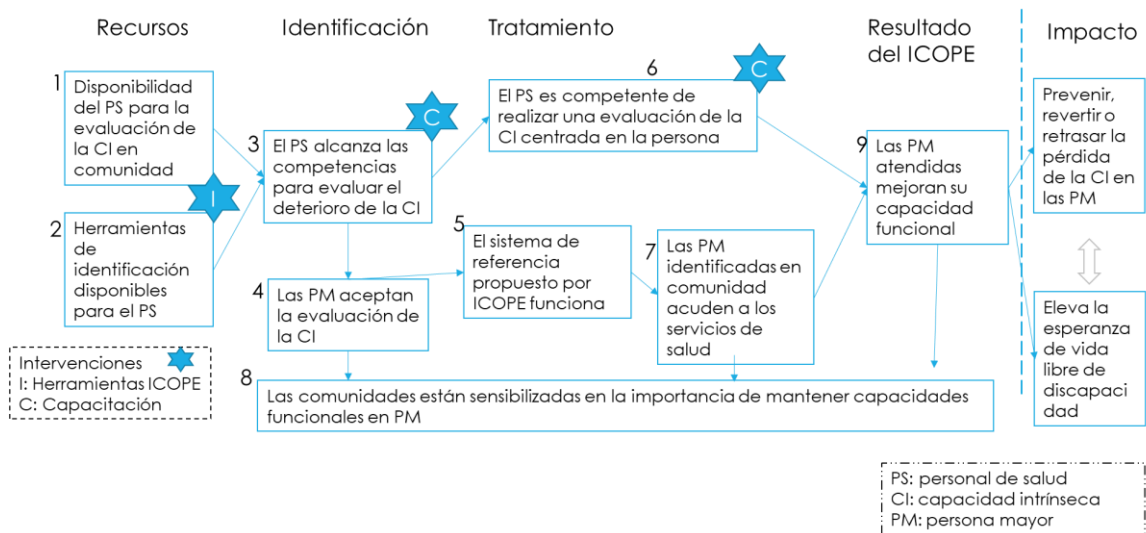 Recursos
Identificación
Tratamiento
Resultado
del ICOPE
Impacto
1
Disponibilidad
del PS para la
evaluación de
la CI en
comunidad
I
2
Herramientas
de
identificación
disponibles
para el PS
3
El PS alcanza las
competencias
para evaluar el
deterioro de la CI
C
4
Las PM aceptan
la evaluación de
la CI
5
El sistema de
referencia
propuesto por
ICOPE funciona
6
El PS es competente de
realizar una evaluación de la
CI centrada en la persona
C
7
Las PM
identificadas en
comunidad
acuden a los
servicios de
salud
8
Las comunidades están sensibilizadas en la importancia de mantener capacidades
funcionales en PM
9
Las PM
atendidas
mejoran su
capacidad
funcional
Prevenir,
revertir o
retrasar la
pérdida
de la CI en
las PM
Eleva la
esperanza
de vida
libre de
discapaci
dad
Intervenciones
I: Herramientas ICOPE
C: Capacitación
PS: personal de salud
CI: capacidad intrínseca
PM: persona mayor